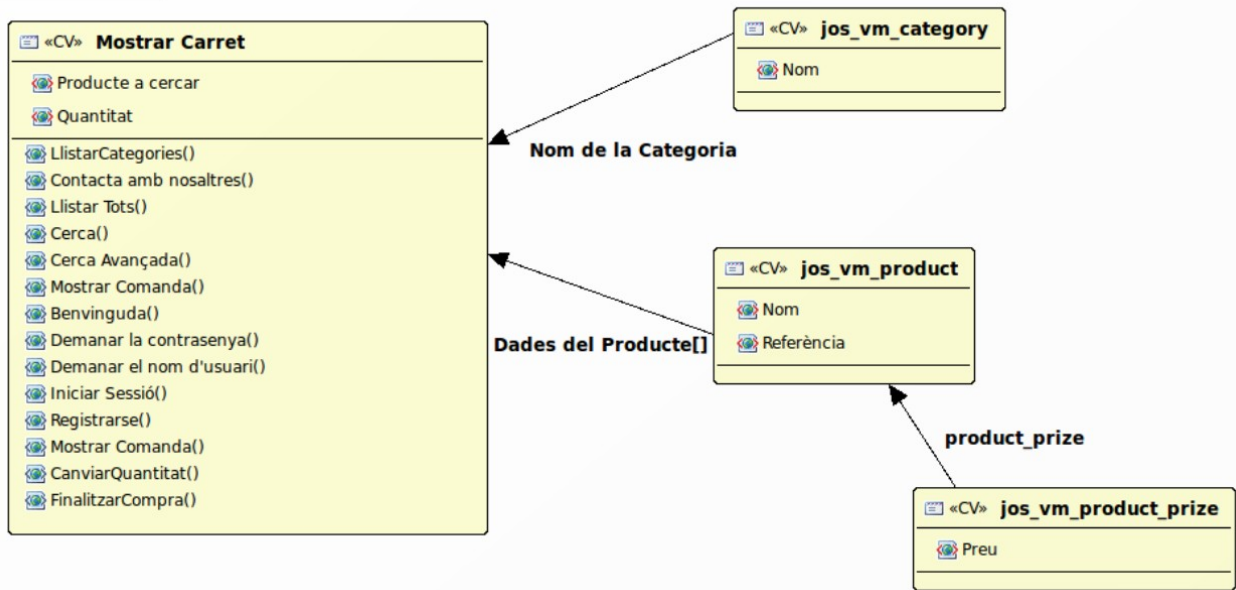 «CV» Mostrar Carret
Producte a cercar
Quantitat
LlistarCategories()
Contacta amb nosaltres()
Llistar Tots()
Cerca()
Cerca Avançada()
Mostrar Comanda()
Benvinguda()
Demanar la contrasenya()
Demanar el nom d'usuari()
Iniciar Sessió()
Registrarse()
Mostrar Comanda()
CanviarQuantitat()
FinalitzarCompra()
«CV» jos_vm_category
Nom
Nom de la Categoria
«CV» jos_vm_product
Nom
Referència
Dades del Producte[]
product_prize
«CV» jos_vm_product_prize
Preu